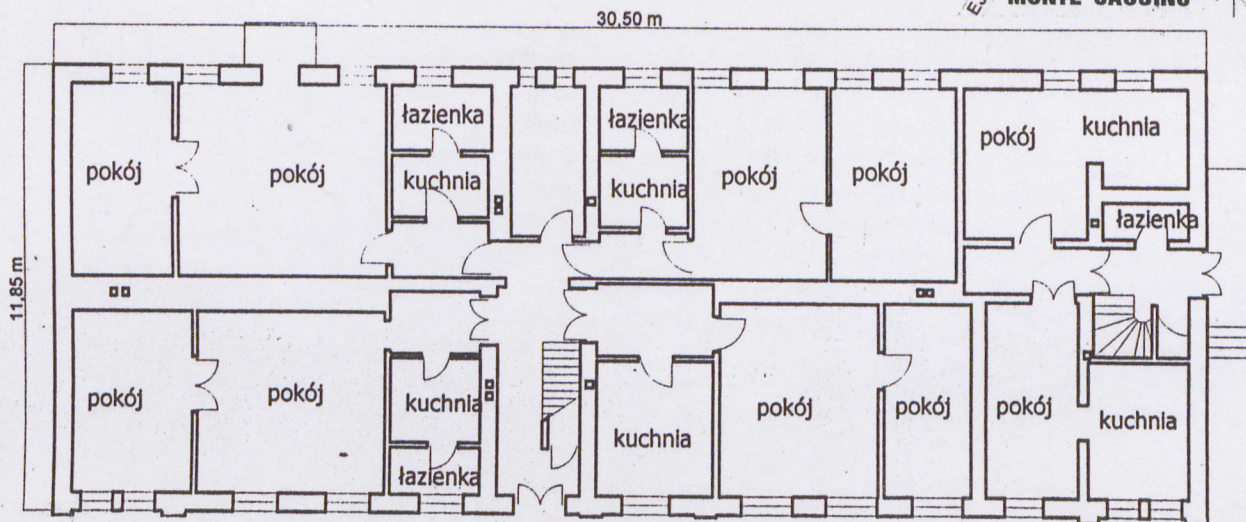 MONTE CASSINO
30,50 m
11,85 m
łazienka
łazienka
pokój
kuchnia
pokój
pokój
kuchnia
kuchnia
pokój
pokój
łazienka
pokój
pokój
kuchnia
kuchnia
pokój
pokój
pokój
kuchnia
łazienka